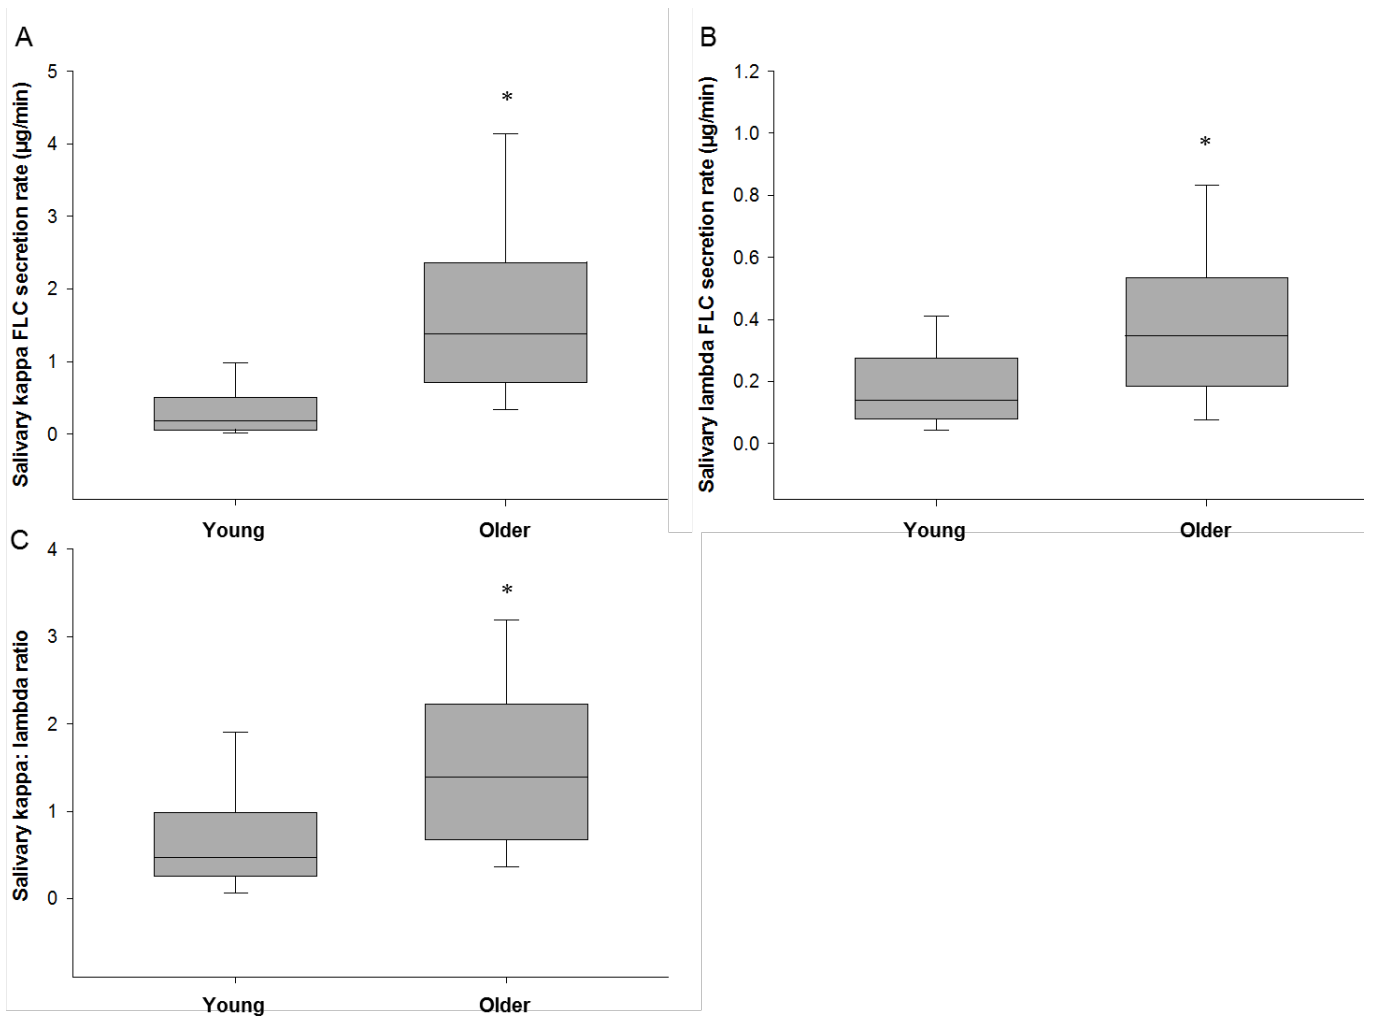 A
Salivary kappa FLC secretion rate (µg/min)
5
4
3
2
1
0
*
Young
Older
B
Salivary lambda FLC secretion rate (µg/min)
1.2
1.0
0.8
0.6
0.4
0.2
0.0
*
Young
Older
C
Salivary kappa: lambda ratio
4
3
2
1
0
*
Young
Older